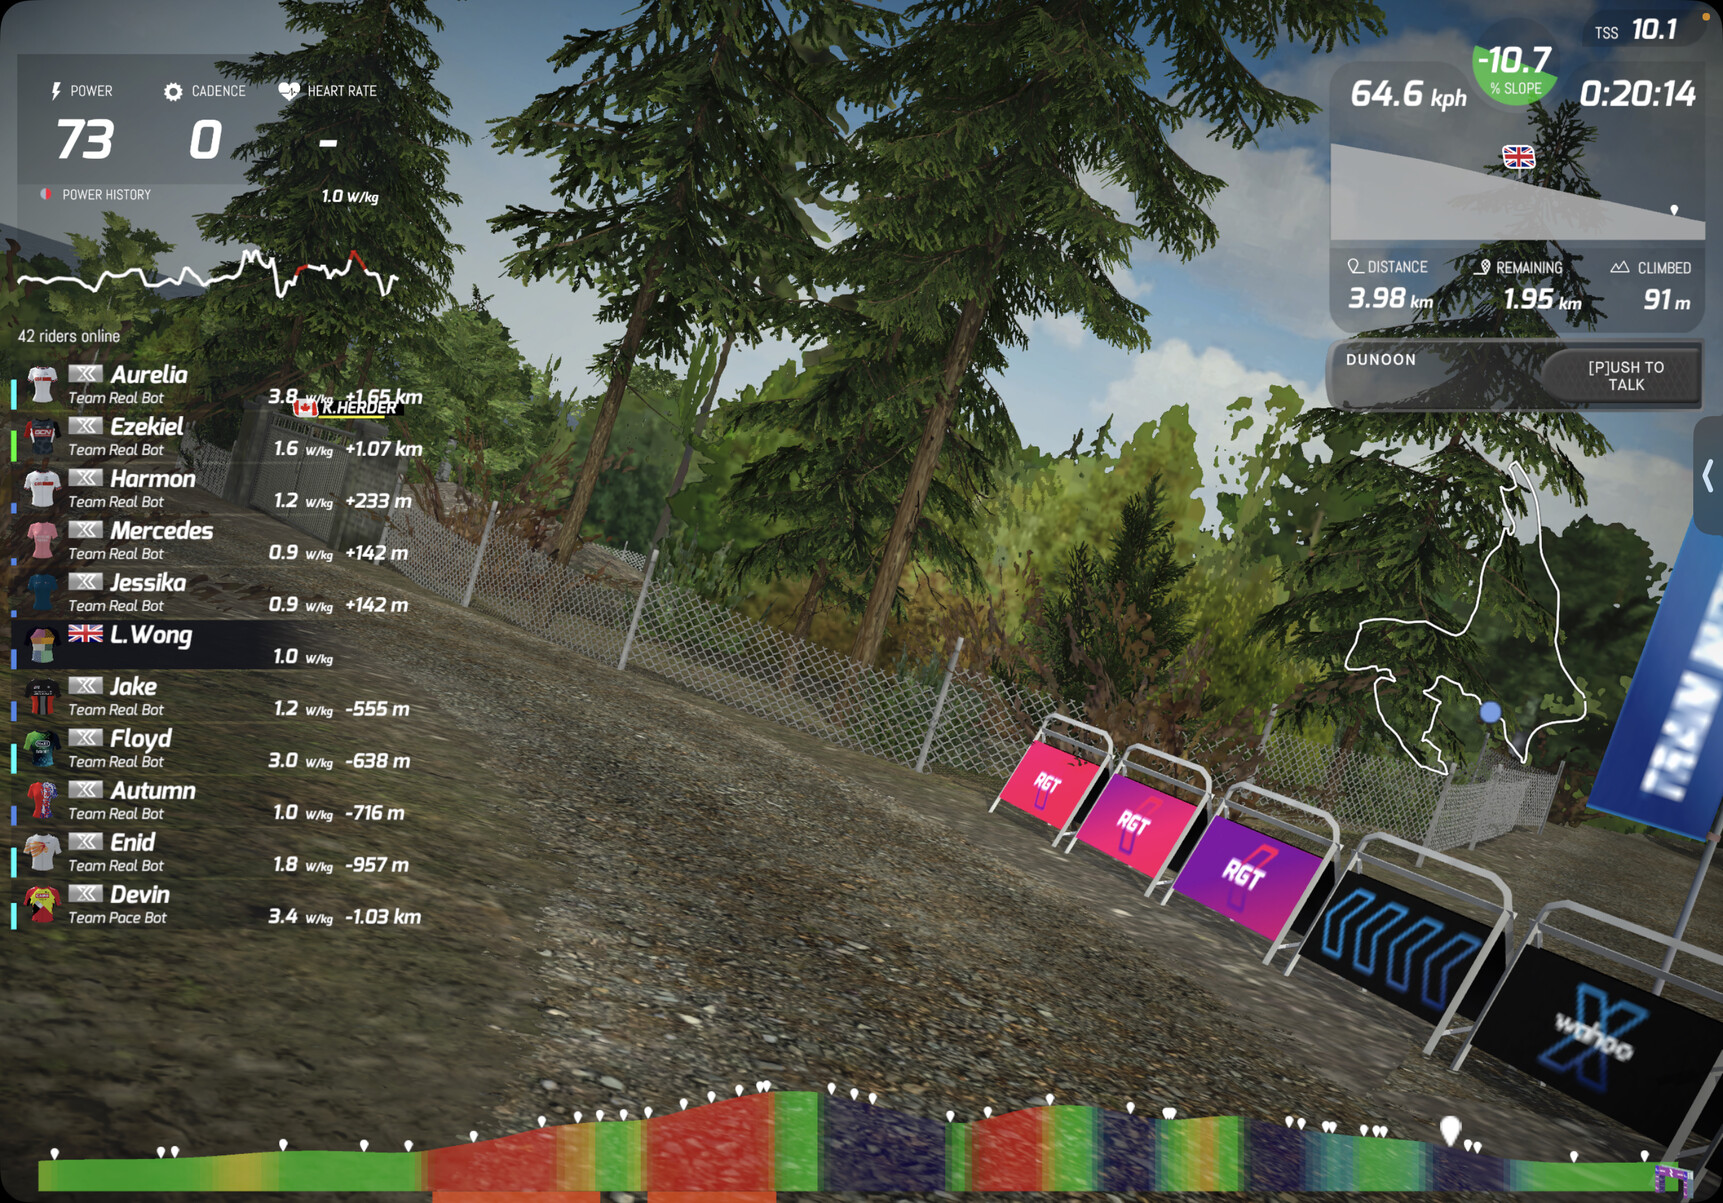 POWER CADENCE HEART RATE
73 0 -
POWER HISTORY 1.0 W/kg
42 riders online
Aurelia
Team Real Bot 3.8 W/kg +1.65 km
K.HERDER
Ezekiel
Team Real Bot 1.6 W/kg +1.07 km
Harmon
Team Real Bot 1.2 W/kg +233 m
Mercedes
Team Real Bot 0.9 W/kg +142 m
Jessika
Team Real Bot 0.9 W/kg +142 m
L.Wong
1.0 W/kg
Jake
Team Real Bot 1.2 W/kg -555 m
Floyd
Team Real Bot 3.0 W/kg -638 m
Autumn
Team Real Bot 1.0 W/kg -716 m
Enid
Team Real Bot 1.8 W/kg -957 m
Devin
Team Pace Bot 3.4 W/kg -1.03 km
TSS 10.1
64.6 kph
-10.7
% SLOPE
0:20:14
DISTANCE REMAINING CLIMBED
3.98 km 1.95 km 91 m
DUNOON
[P]USH TO
TALK
RGT
RGT
RGT
wahoo
X